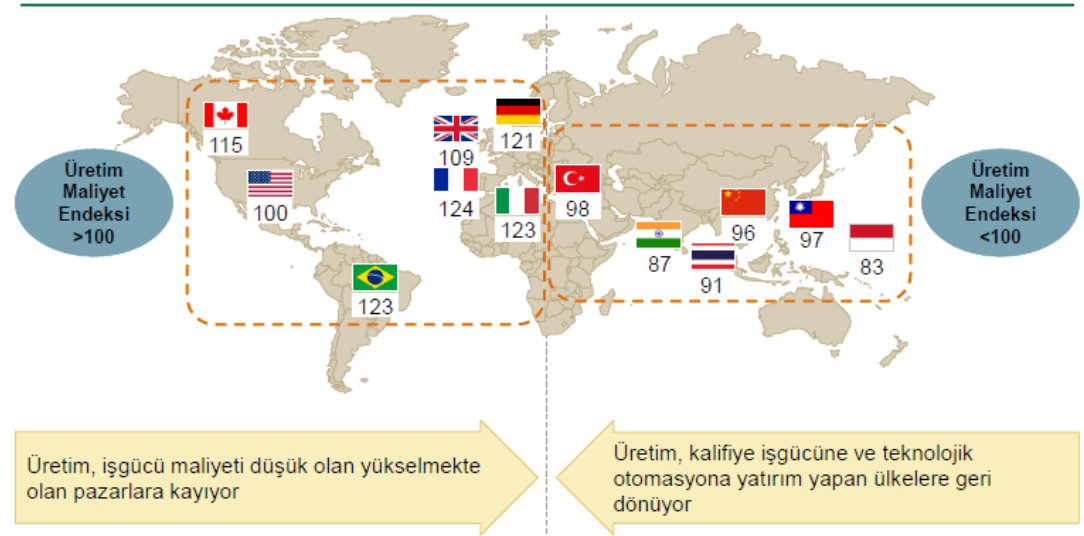 Üretim
Maliyet
Endeksi
>100
115
100
123
109
124
121
123
98
87
91
96
97
83
Üretim
Maliyet
Endeksi
<100
Üretim, işgücü maliyeti düşük olan yükselmekte
olan pazarlara kayıyor
Üretim, kalifiye işgücüne ve teknolojik
otomasyona yatırım yapan ülkelere geri
dönüyor